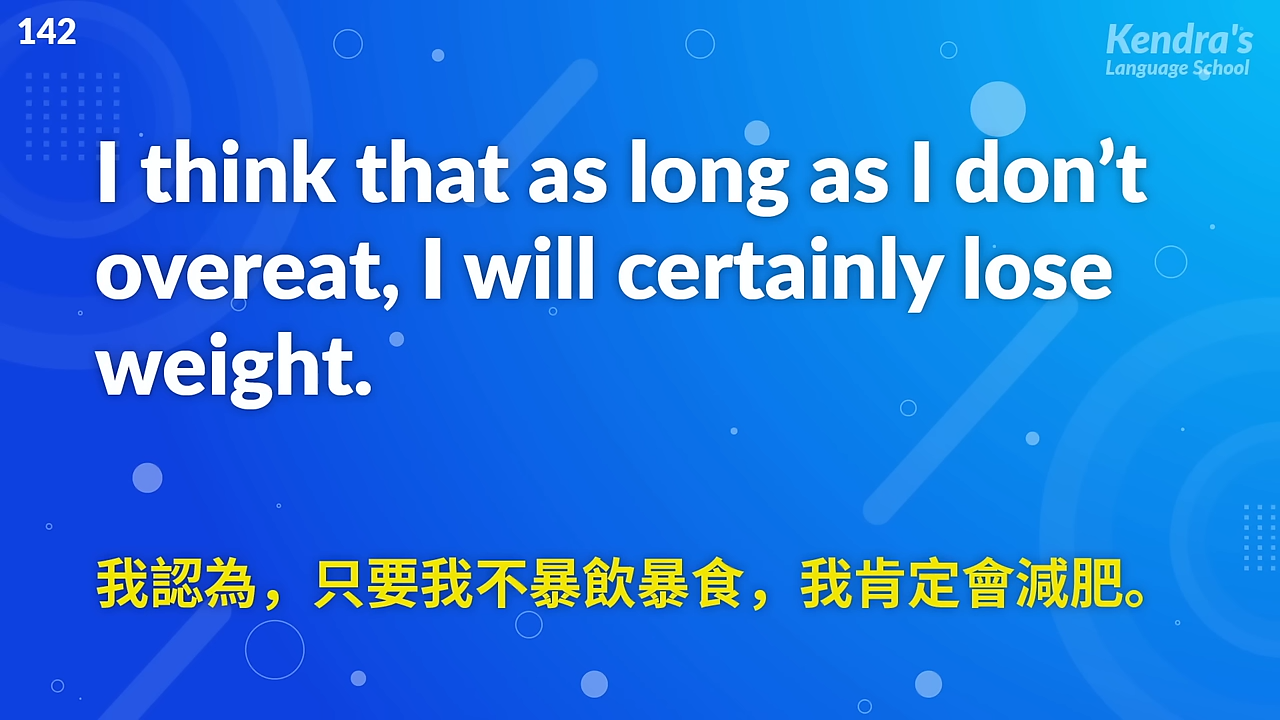 142
Kendra's
Language School
I think that as long as I don’t
overeat, I will certainly lose
weight.
我認為，只要我不暴飲暴食，我肯定會減肥。